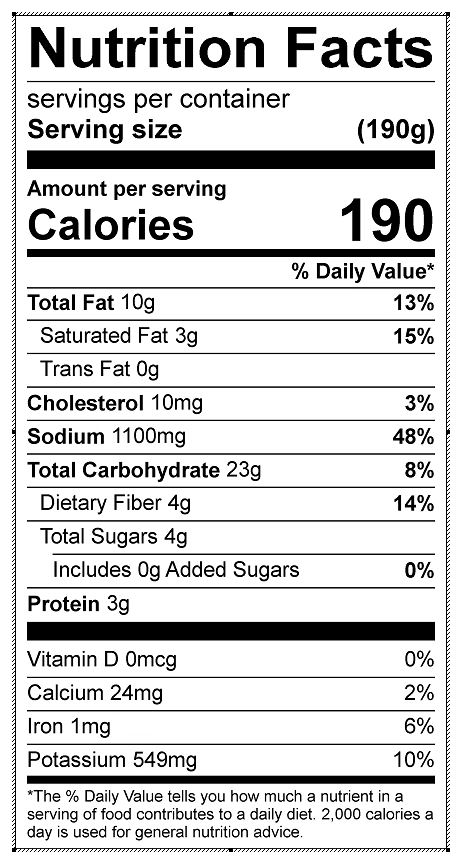 Nutrition Facts
servings per container
Serving size (190g)
Amount per serving
Calories 190
% Daily Value*
Total Fat 10g 13%
Saturated Fat 3g 15%
Trans Fat 0g
Cholesterol 10mg 3%
Sodium 1100mg 48%
Total Carbohydrate 23g 8%
Dietary Fiber 4g 14%
Total Sugars 4g
Includes 0g Added Sugars 0%
Protein 3g
Vitamin D 0mcg 0%
Calcium 24mg 2%
Iron 1mg 6%
Potassium 549mg 10%
*The % Daily Value tells you how much a nutrient in a
serving of food contributes to a daily diet. 2,000 calories a
day is used for general nutrition advice.